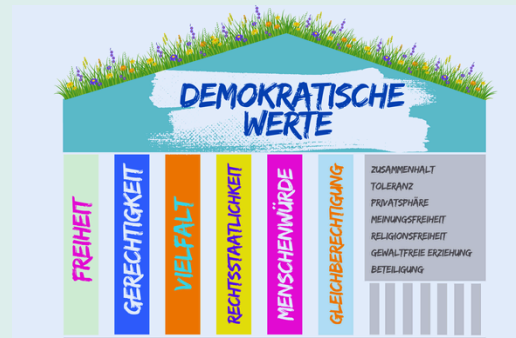 DEMOKRATISCHE
WERTE
FREIHEIT
GERECHTIGKEIT
VIELFALT
RECHTSSTAATLICHKEIT
MENSCHENWÜRDE
GLEICHBERECHTIGUNG
ZUSAMMENHALT
TOLERANZ
PRIVATSPHÄRE
MEINUNGSFREIHEIT
RELIGIONSFREIHEIT
GEWALTFREIE ERZIEHUNG
BETEILIGUNG